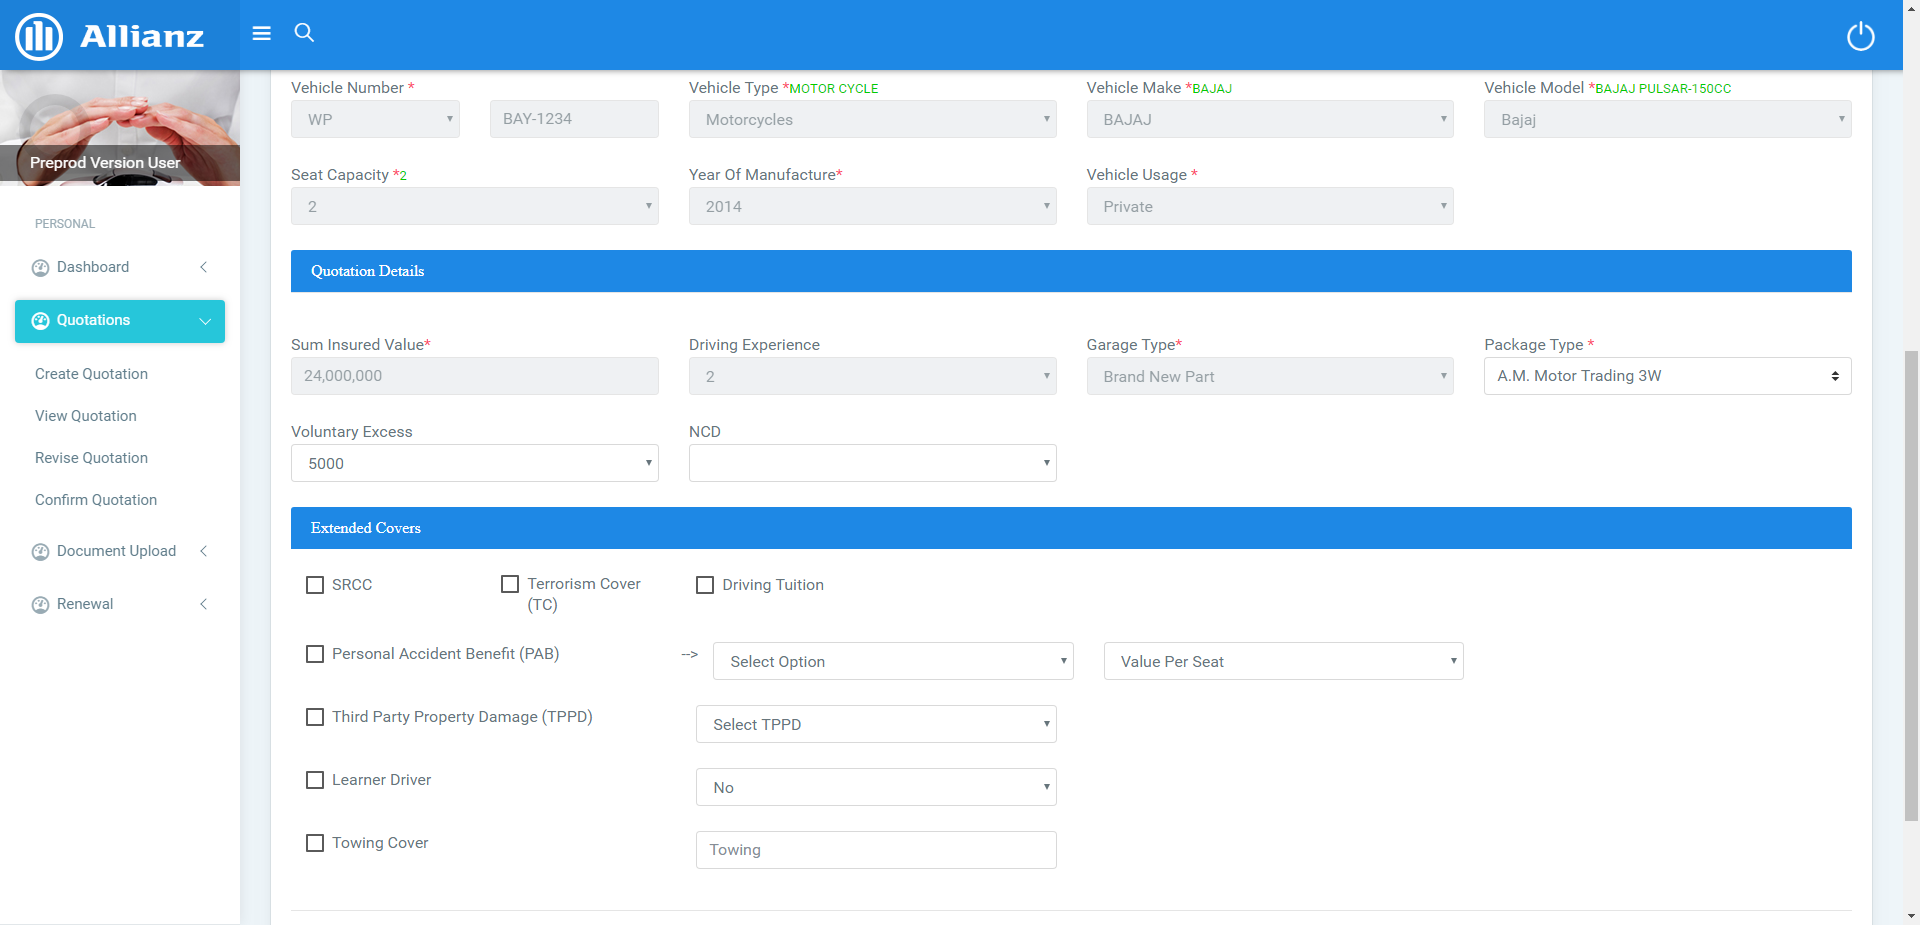 Allianz
Preprod Version User
PERSONAL
Dashboard
Quotations
Create Quotation
View Quotation
Revise Quotation
Confirm Quotation
Document Upload
Renewal
Vehicle Number *
Vehicle Type *MOTOR CYCLE
Vehicle Make *BAJAJ
Vehicle Model *BAJAJ PULSAR-150CC
WP
BAY-1234
Motorcycles
BAJAJ
Bajaj
Seat Capacity *2
Year Of Manufacture*
Vehicle Usage *
2
2014
Private
Quotation Details
Sum Insured Value*
Driving Experience
Garage Type*
Package Type *
24,000,000
2
Brand New Part
A.M. Motor Trading 3W
Voluntary Excess
NCD
5000
Extended Covers
SRCC
Terrorism Cover
(TC)
Driving Tuition
Personal Accident Benefit (PAB)
-->
Select Option
Value Per Seat
Third Party Property Damage (TPPD)
Select TPPD
Learner Driver
No
Towing Cover
Towing